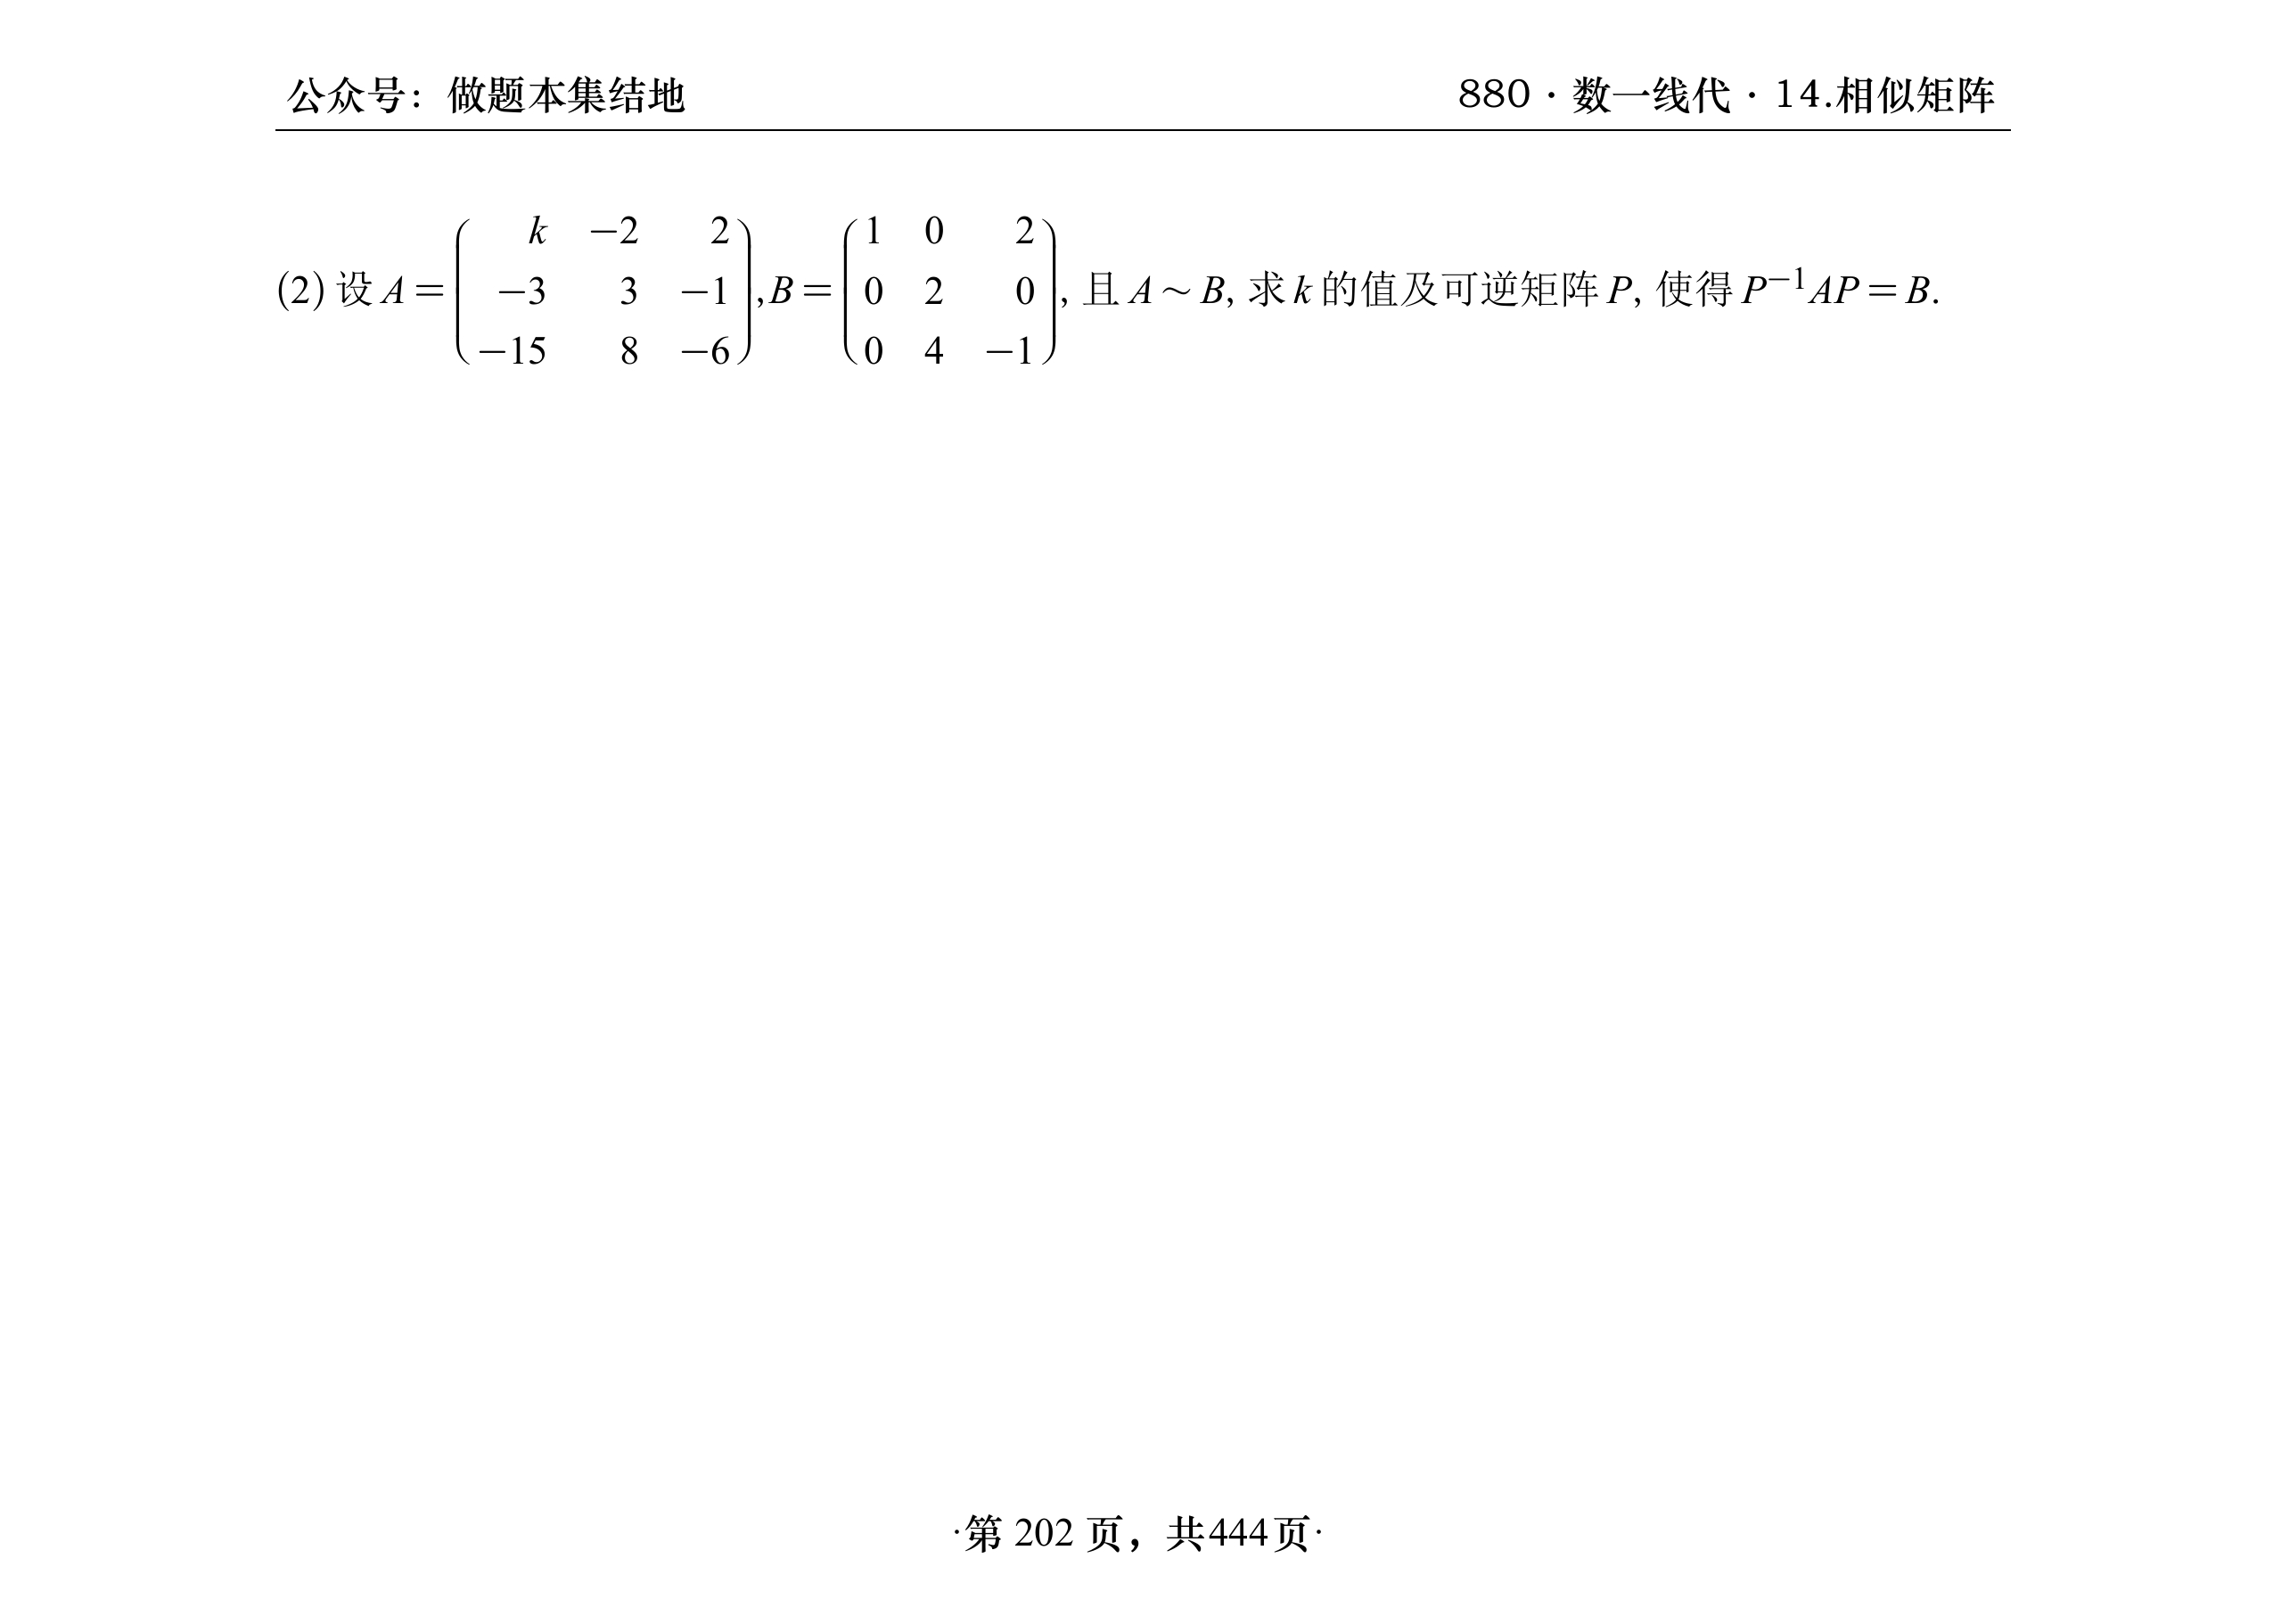 公众号：做题本集结地 880·数一线代·14.相似矩阵
(2) 设 A = \begin{pmatrix} k & -2 & 2 \\ -3 & 3 & -1 \\ -15 & 8 & -6 \end{pmatrix}, B = \begin{pmatrix} 1 & 0 & 2 \\ 0 & 2 & 0 \\ 0 & 4 & -1 \end{pmatrix}, 且 A ~ B, 求 k 的值及可逆矩阵 P, 使得 P^{-1}AP = B.
·第 202 页，共444页·